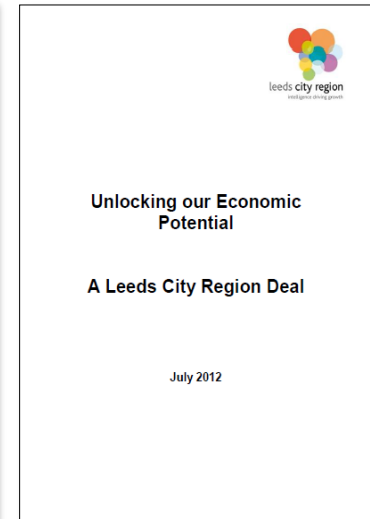 leeds city region
intelligence driving growth
Unlocking our Economic
Potential
A Leeds City Region Deal
July 2012